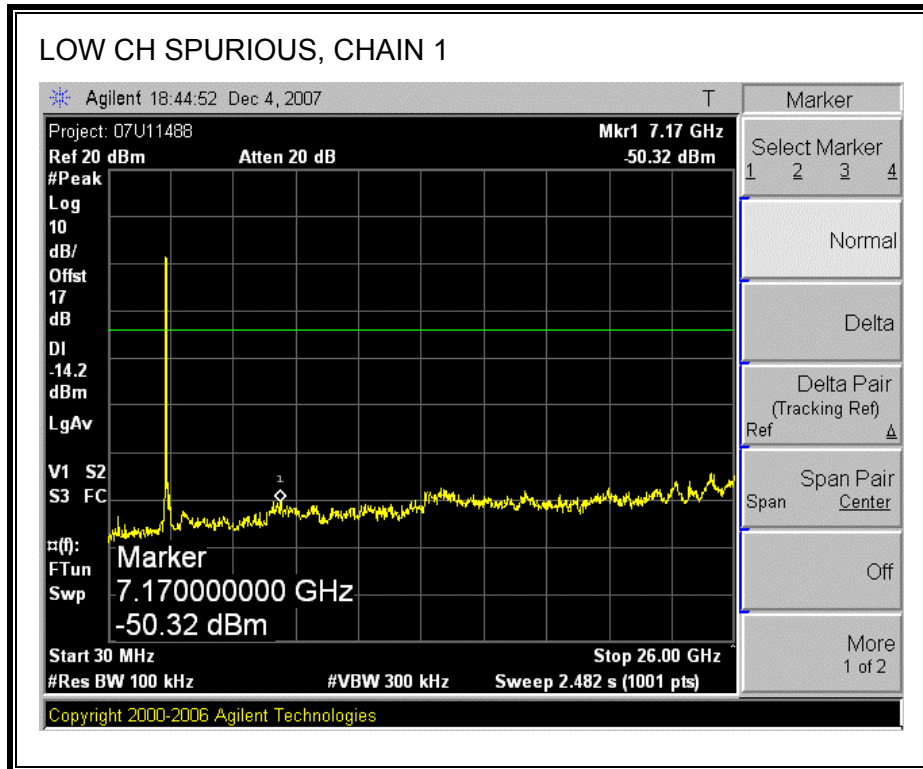 LOW CH SPURIOUS, CHAIN 1
Agilent 18:44:52 Dec 4, 2007 T
Project: 07U11488 Mkr1 7.17 GHz
Ref 20 dBm Atten 20 dB -50.32 dBm
#Peak
Log
10
dB/
Offst
17
dB
DI
-14.2
dBm
LgAv
V1 S2
S3 FC
¤(f):
FTun
Swp
1
Marker
7.170000000 GHz
-50.32 dBm
Start 30 MHz Stop 26.00 GHz
#Res BW 100 kHz #VBW 300 kHz Sweep 2.482 s (1001 pts)
Copyright 2000-2006 Agilent Technologies
Marker
Select Marker
1 2 3 4
Normal
Delta
Delta Pair
(Tracking Ref)
Ref Δ
Span Pair
Span Center
Off
More
1 of 2